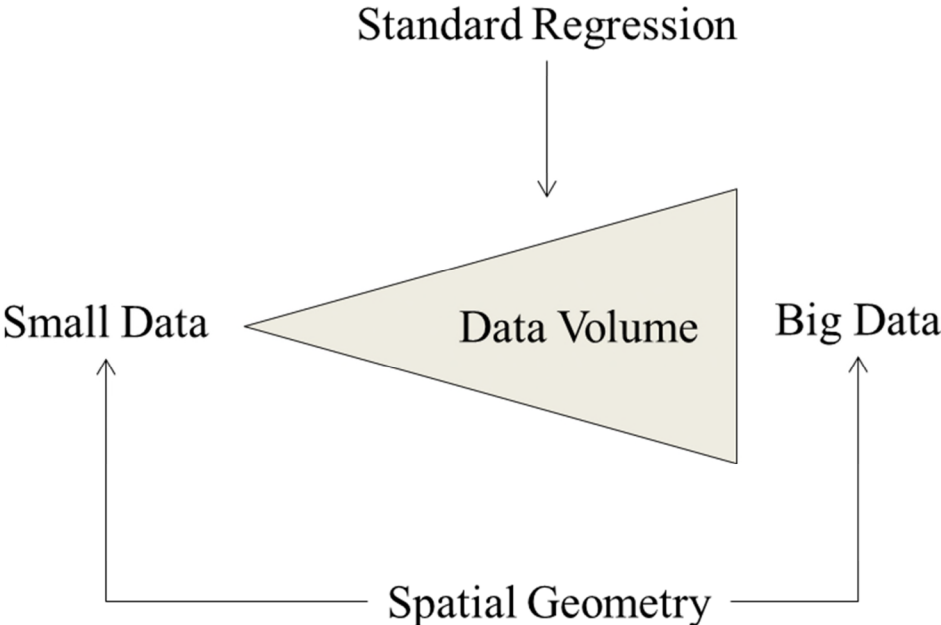 Standard Regression
Small Data
Data Volume
Big Data
Spatial Geometry